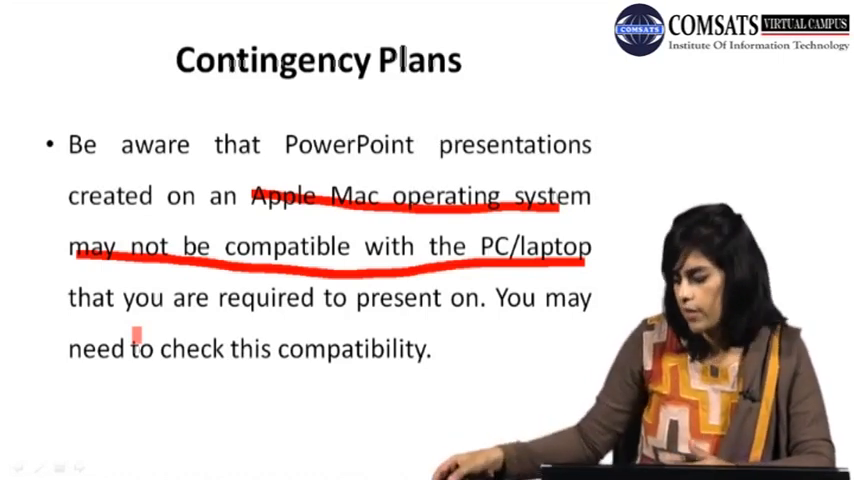 COMSATS VIRTUAL CAMPUS
Institute Of Information Technology
COMSATS
Contingency Plans
• Be aware that PowerPoint presentations
created on an Apple Mac operating system
may not be compatible with the PC/laptop
that you are required to present on. You may
need to check this compatibility.